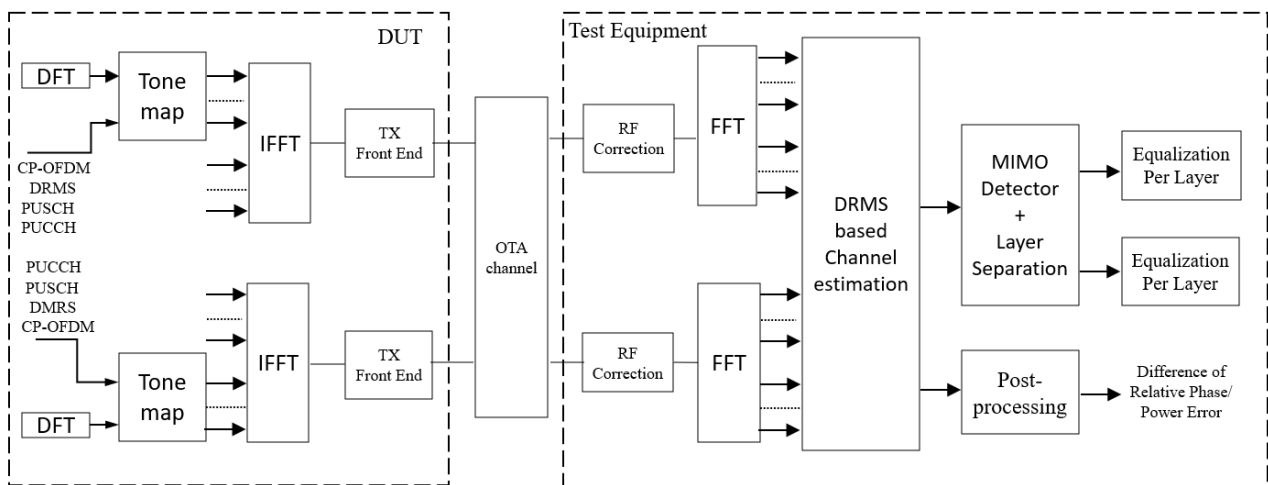 DUT
Test Equipment
DFT
Tone
map
CP-OFDM
DRMS
PUSCH
PUCCH
IFFT
TX
Front End
PUCCH
PUSCH
DMRS
CP-OFDM
DFT
Tone
map
IFFT
TX
Front End
OTA
channel
RF
Correction
FFT
RF
Correction
FFT
DRMS
based
Channel
estimation
MIMO
Detector
+
Layer
Separation
Equalization
Per Layer
Equalization
Per Layer
Post-
processing
Difference of
Relative Phase/
Power Error